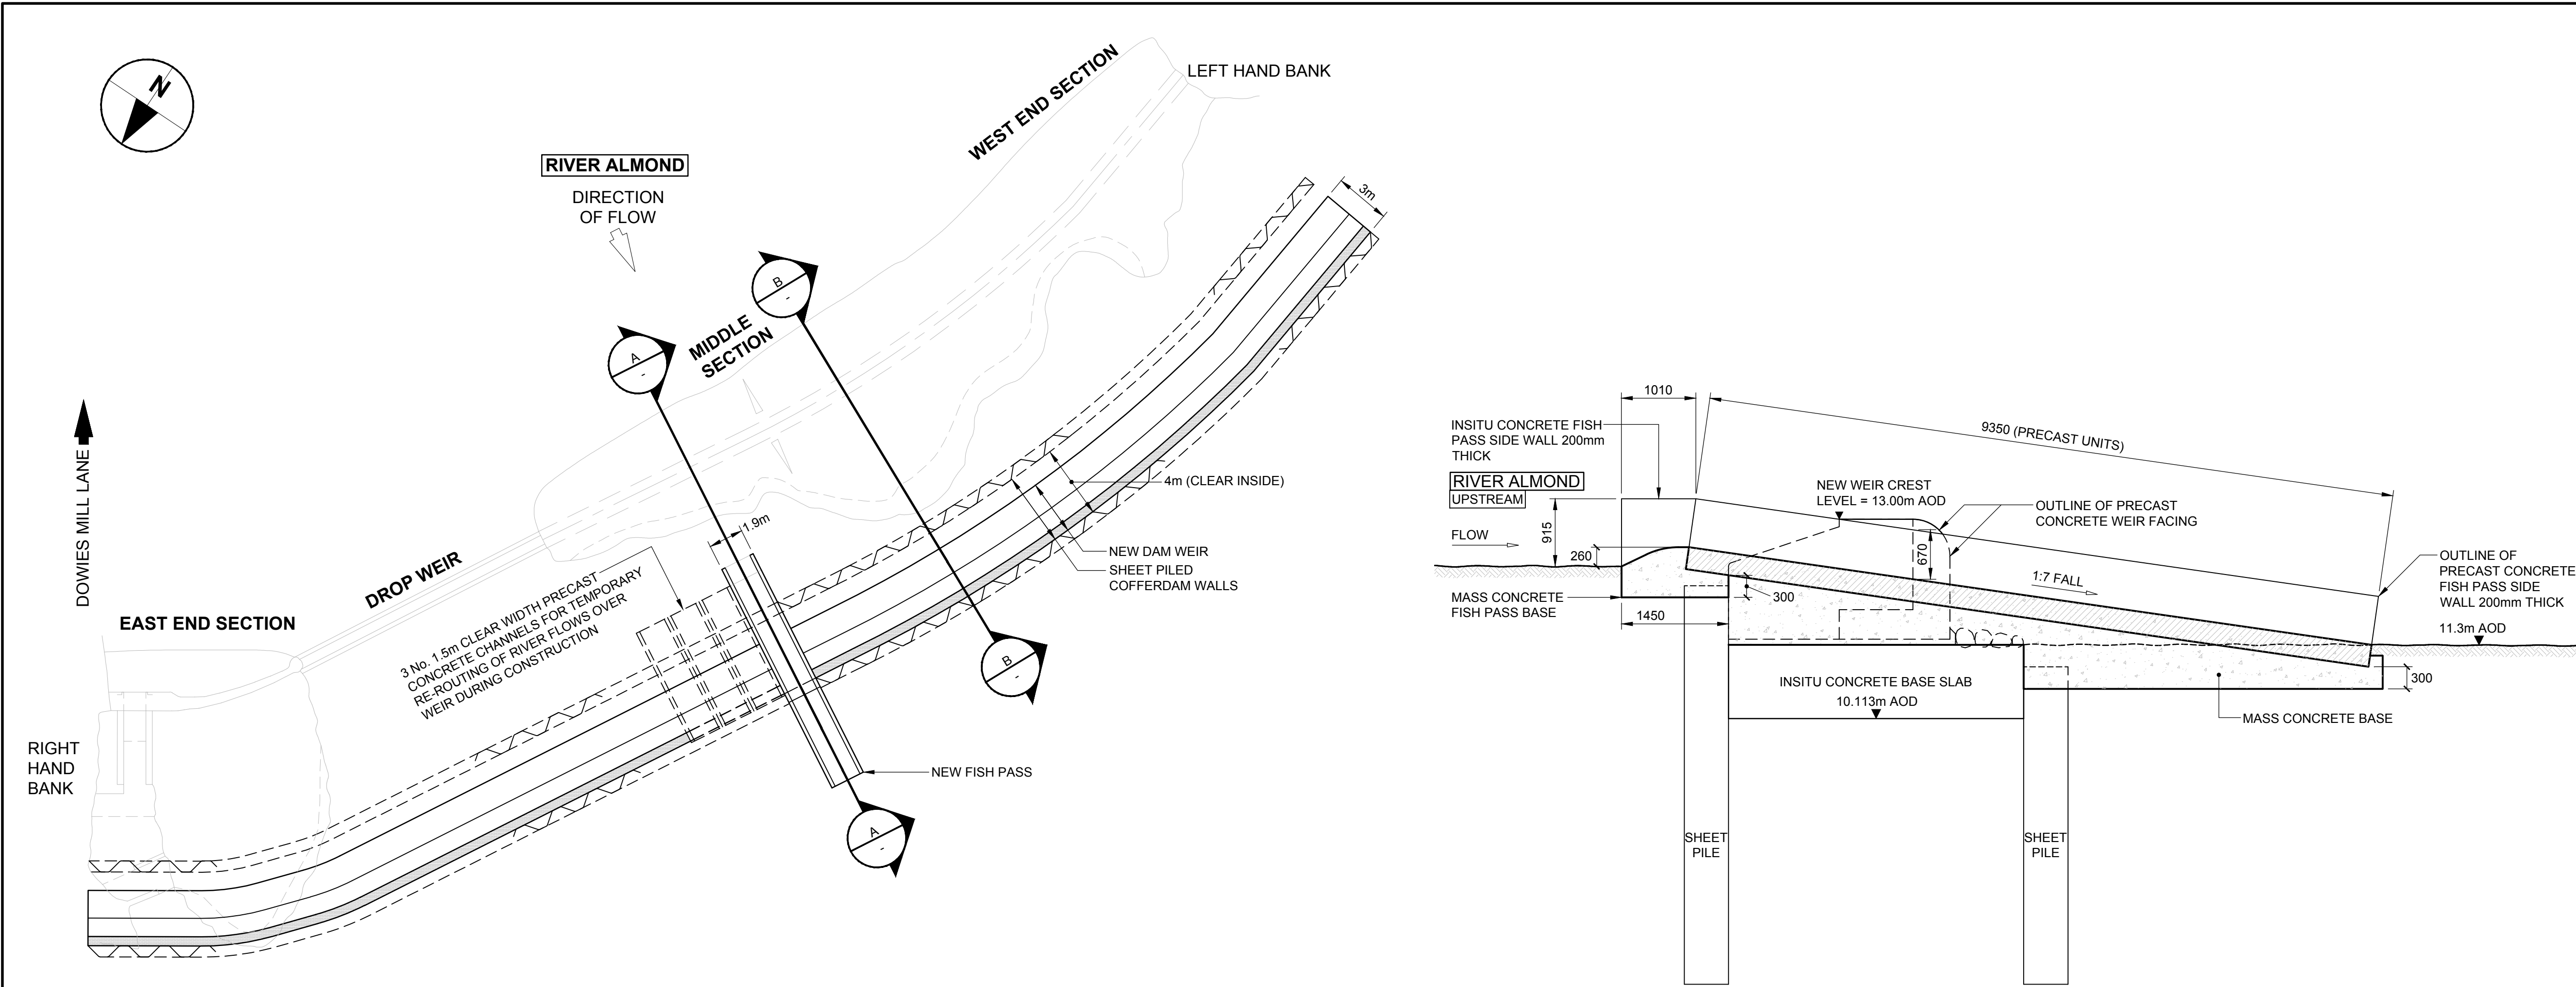 N
RIVER ALMOND
DIRECTION
OF FLOW
WEST END SECTION
LEFT HAND BANK
3m
B
-
A
-
MIDDLE
SECTION
DOWIES MILL LANE
EAST END SECTION
DROP WEIR
1.9m
3 No. 1.5m CLEAR WIDTH PRECAST
CONCRETE CHANNELS FOR TEMPORARY
RE-ROUTING OF RIVER FLOWS OVER
WEIR DURING CONSTRUCTION
4m (CLEAR INSIDE)
NEW DAM WEIR
SHEET PILED
COFFERDAM WALLS
B
-
RIGHT
HAND
BANK
NEW FISH PASS
A
-
1010
9350 (PRECAST UNITS)
INSITU CONCRETE FISH
PASS SIDE WALL 200mm
THICK
RIVER ALMOND
UPSTREAM
FLOW
915
260
NEW WEIR CREST
LEVEL = 13.00m AOD
OUTLINE OF PRECAST
CONCRETE WEIR FACING
670
1:7 FALL
OUTLINE OF
PRECAST CONCRETE
FISH PASS SIDE
WALL 200mm THICK
11.3m AOD
MASS CONCRETE
FISH PASS BASE
300
1450
INSITU CONCRETE BASE SLAB
10.113m AOD
300
MASS CONCRETE BASE
SHEET
PILE
SHEET
PILE